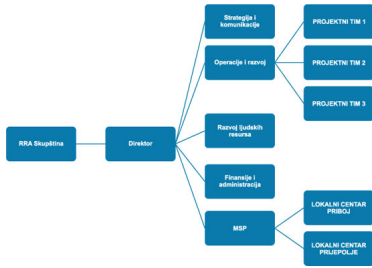 Strategija i
komunikacije
PROJEKTNI TIM 1
Operacije i razvoj
PROJEKTNI TIM 2
PROJEKTNI TIM 3
RRA Skupština
Direktor
Razvoj ljudskih
resursa
Finansije i
administracija
MSP
LOKALNI CENTAR
PRIBOJ
LOKALNI CENTAR
PRIJEPOLJE